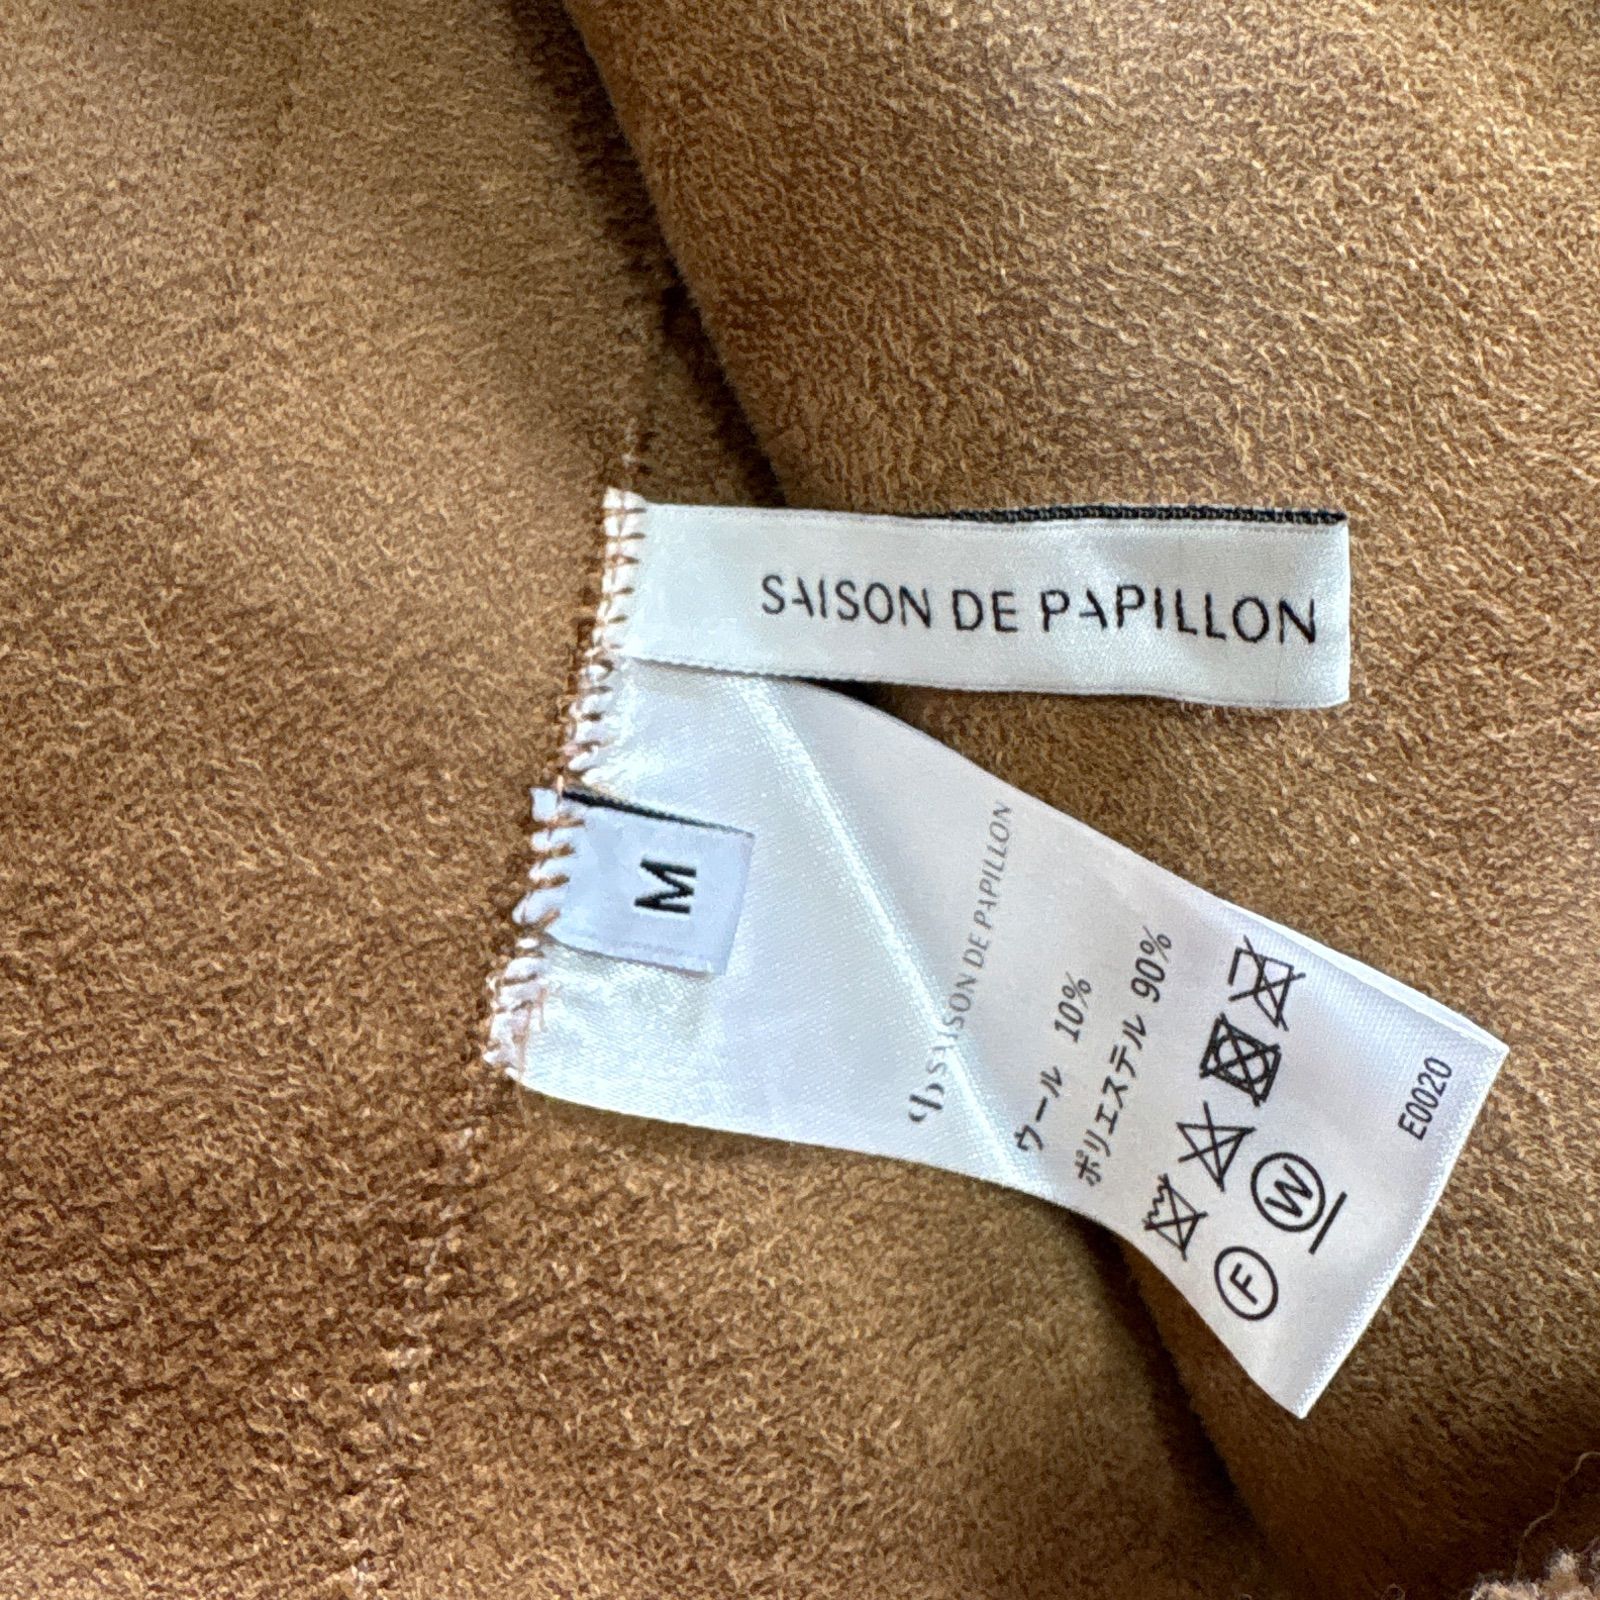 SAISON DE PAPILLON
M
SAISON DE PAPILLON
ウール 10%
ポリエステル 90%
F W
E0020